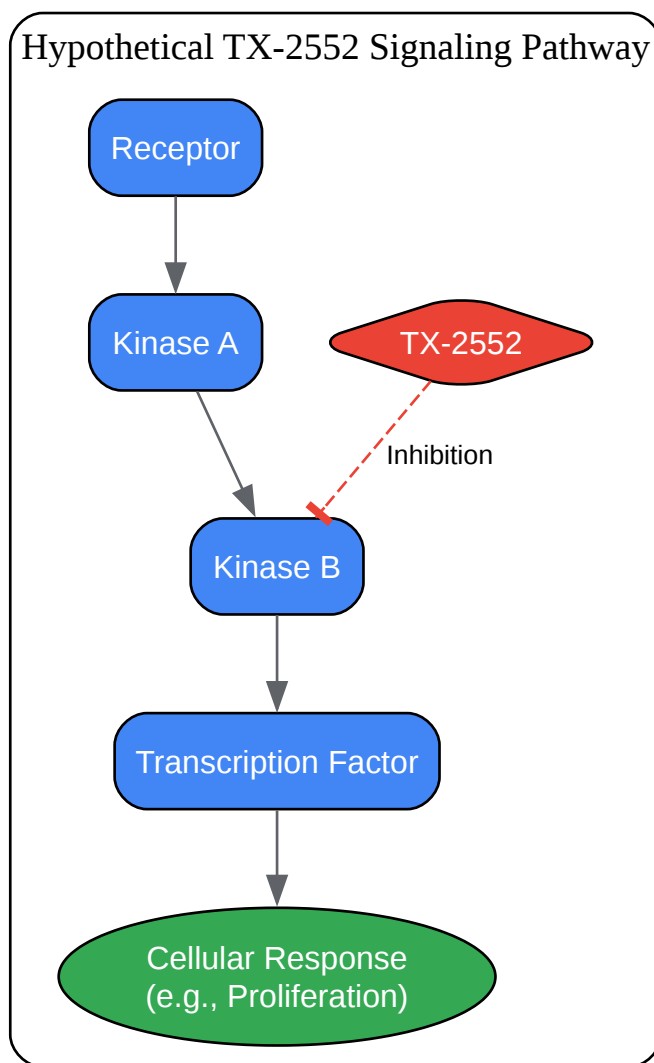 Hypothetical TX-2552 Signaling Pathway
Receptor
Kinase A
TX-2552
Inhibition
Kinase B
Transcription Factor
Cellular Response
(e.g., Proliferation)